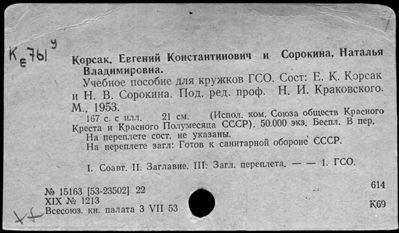 КЕ 761 у
Корсак, Евгений Константинович и Сорокина, Наталья
Владимировна.
Учебное пособие для кружков ГСО. Сост: Е. К. Корсак
и Н. В. Сорокина. Под. ред. проф. Н. И. Краковского.
М., 1953.
167 с. с илл. 21 см. (Испол. ком. Союза обществ Красного
Креста и Красного Полумесяца СССР). 50.000 экз. Беспл. В пер.
На переплете сост. не указаны.
На переплете загл: Готов к санитарной обороне СССР.
I. Соавт. II. Заглавие. III. Загл. переплета. — — 1. ГСО.
№ 15163 [53-23502] 22 614
XIX № 1213
Всесоюз. кн. палата 3 VII 53 К69